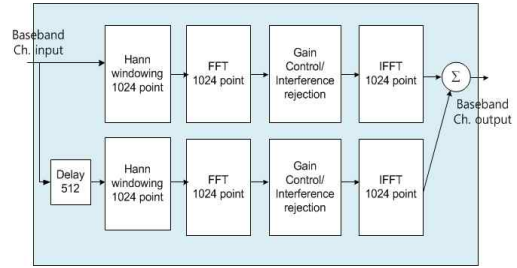 Baseband
Ch. input
Hann
windowing
1024 point
FFT
1024 point
Gain
Control/
Interference
rejection
IFFT
1024 point
Σ
Baseband
Ch. output
Delay
512
Hann
windowing
1024 point
FFT
1024 point
Gain
Control/
Interference
rejection
IFFT
1024 point